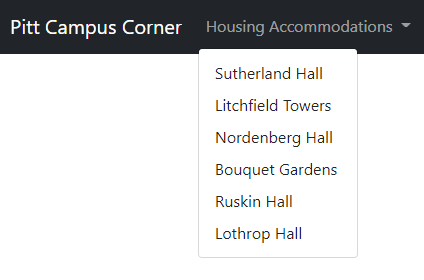 Pitt Campus Corner Housing Accommodations
Sutherland Hall
Litchfield Towers
Nordenberg Hall
Bouquet Gardens
Ruskin Hall
Lothrop Hall